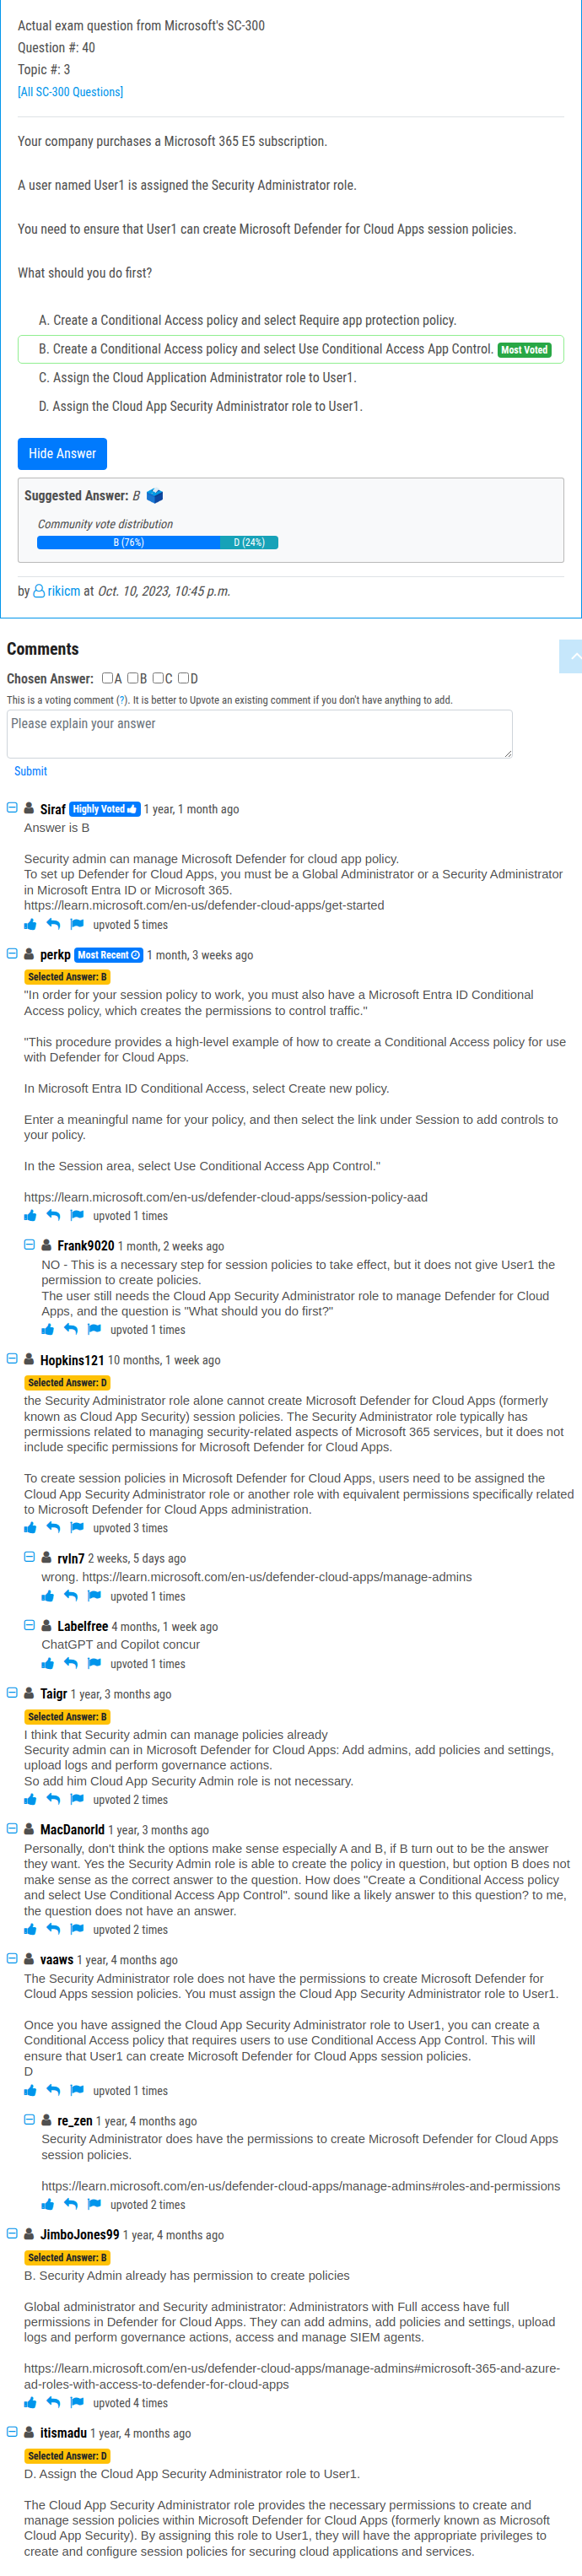 Actual exam question from Microsoft's SC-300
Question #: 40
Topic #: 3
[All SC-300 Questions]
Your company purchases a Microsoft 365 E5 subscription.
A user named User1 is assigned the Security Administrator role.
You need to ensure that User1 can create Microsoft Defender for Cloud Apps session policies.
What should you do first?
A. Create a Conditional Access policy and select Require app protection policy.
B. Create a Conditional Access policy and select Use Conditional Access App Control. Most Voted
C. Assign the Cloud Application Administrator role to User1.
D. Assign the Cloud App Security Administrator role to User1.
Hide Answer
Suggested Answer: B
Community vote distribution
B (76%) D (24%)
by rikicm at Oct. 10, 2023, 10:45 p.m.
Comments
Chosen Answer: A B C D
This is a voting comment (?). It is better to Upvote an existing comment if you don't have anything to add.
Please explain your answer
Submit
Siraf Highly Voted 1 year, 1 month ago
Answer is B
Security admin can manage Microsoft Defender for cloud app policy.
To set up Defender for Cloud Apps, you must be a Global Administrator or a Security Administrator
in Microsoft Entra ID or Microsoft 365.
https://learn.microsoft.com/en-us/defender-cloud-apps/get-started
upvoted 5 times
perkp Most Recent 1 month, 3 weeks ago
Selected Answer: B
"In order for your session policy to work, you must also have a Microsoft Entra ID Conditional
Access policy, which creates the permissions to control traffic."
"This procedure provides a high-level example of how to create a Conditional Access policy for use
with Defender for Cloud Apps.
In Microsoft Entra ID Conditional Access, select Create new policy.
Enter a meaningful name for your policy, and then select the link under Session to add controls to
your policy.
In the Session area, select Use Conditional Access App Control."
https://learn.microsoft.com/en-us/defender-cloud-apps/session-policy-aad
upvoted 1 times
Frank9020 1 month, 2 weeks ago
NO - This is a necessary step for session policies to take effect, but it does not give User1 the
permission to create policies.
The user still needs the Cloud App Security Administrator role to manage Defender for Cloud
Apps, and the question is "What should you do first?"
upvoted 1 times
Hopkins121 10 months, 1 week ago
Selected Answer: D
the Security Administrator role alone cannot create Microsoft Defender for Cloud Apps (formerly
known as Cloud App Security) session policies. The Security Administrator role typically has
permissions related to managing security-related aspects of Microsoft 365 services, but it does not
include specific permissions for Microsoft Defender for Cloud Apps.
To create session policies in Microsoft Defender for Cloud Apps, users need to be assigned the
Cloud App Security Administrator role or another role with equivalent permissions specifically related
to Microsoft Defender for Cloud Apps administration.
upvoted 3 times
rvln7 2 weeks, 5 days ago
wrong. https://learn.microsoft.com/en-us/defender-cloud-apps/manage-admins
upvoted 1 times
Labelfree 4 months, 1 week ago
ChatGPT and Copilot concur
upvoted 1 times
Taigr 1 year, 3 months ago
Selected Answer: B
I think that Security admin can manage policies already
Security admin can in Microsoft Defender for Cloud Apps: Add admins, add policies and settings,
upload logs and perform governance actions.
So add him Cloud App Security Admin role is not necessary.
upvoted 2 times
MacDanorld 1 year, 3 months ago
Personally, don't think the options make sense especially A and B, if B turn out to be the answer
they want. Yes the Security Admin role is able to create the policy in question, but option B does not
make sense as the correct answer to the question. How does "Create a Conditional Access policy
and select Use Conditional Access App Control". sound like a likely answer to this question? to me,
the question does not have an answer.
upvoted 2 times
vaaws 1 year, 4 months ago
The Security Administrator role does not have the permissions to create Microsoft Defender for
Cloud Apps session policies. You must assign the Cloud App Security Administrator role to User1.
Once you have assigned the Cloud App Security Administrator role to User1, you can create a
Conditional Access policy that requires users to use Conditional Access App Control. This will
ensure that User1 can create Microsoft Defender for Cloud Apps session policies.
D
upvoted 1 times
re_zen 1 year, 4 months ago
Security Administrator does have the permissions to create Microsoft Defender for Cloud Apps
session policies.
https://learn.microsoft.com/en-us/defender-cloud-apps/manage-admins#roles-and-permissions
upvoted 2 times
JimboJones99 1 year, 4 months ago
Selected Answer: B
B. Security Admin already has permission to create policies
Global administrator and Security administrator: Administrators with Full access have full
permissions in Defender for Cloud Apps. They can add admins, add policies and settings, upload
logs and perform governance actions, access and manage SIEM agents.
https://learn.microsoft.com/en-us/defender-cloud-apps/manage-admins#microsoft-365-and-azure-
ad-roles-with-access-to-defender-for-cloud-apps
upvoted 4 times
itismadu 1 year, 4 months ago
Selected Answer: D
D. Assign the Cloud App Security Administrator role to User1.
The Cloud App Security Administrator role provides the necessary permissions to create and
manage session policies within Microsoft Defender for Cloud Apps (formerly known as Microsoft
Cloud App Security). By assigning this role to User1, they will have the appropriate privileges to
create and configure session policies for securing cloud applications and services.